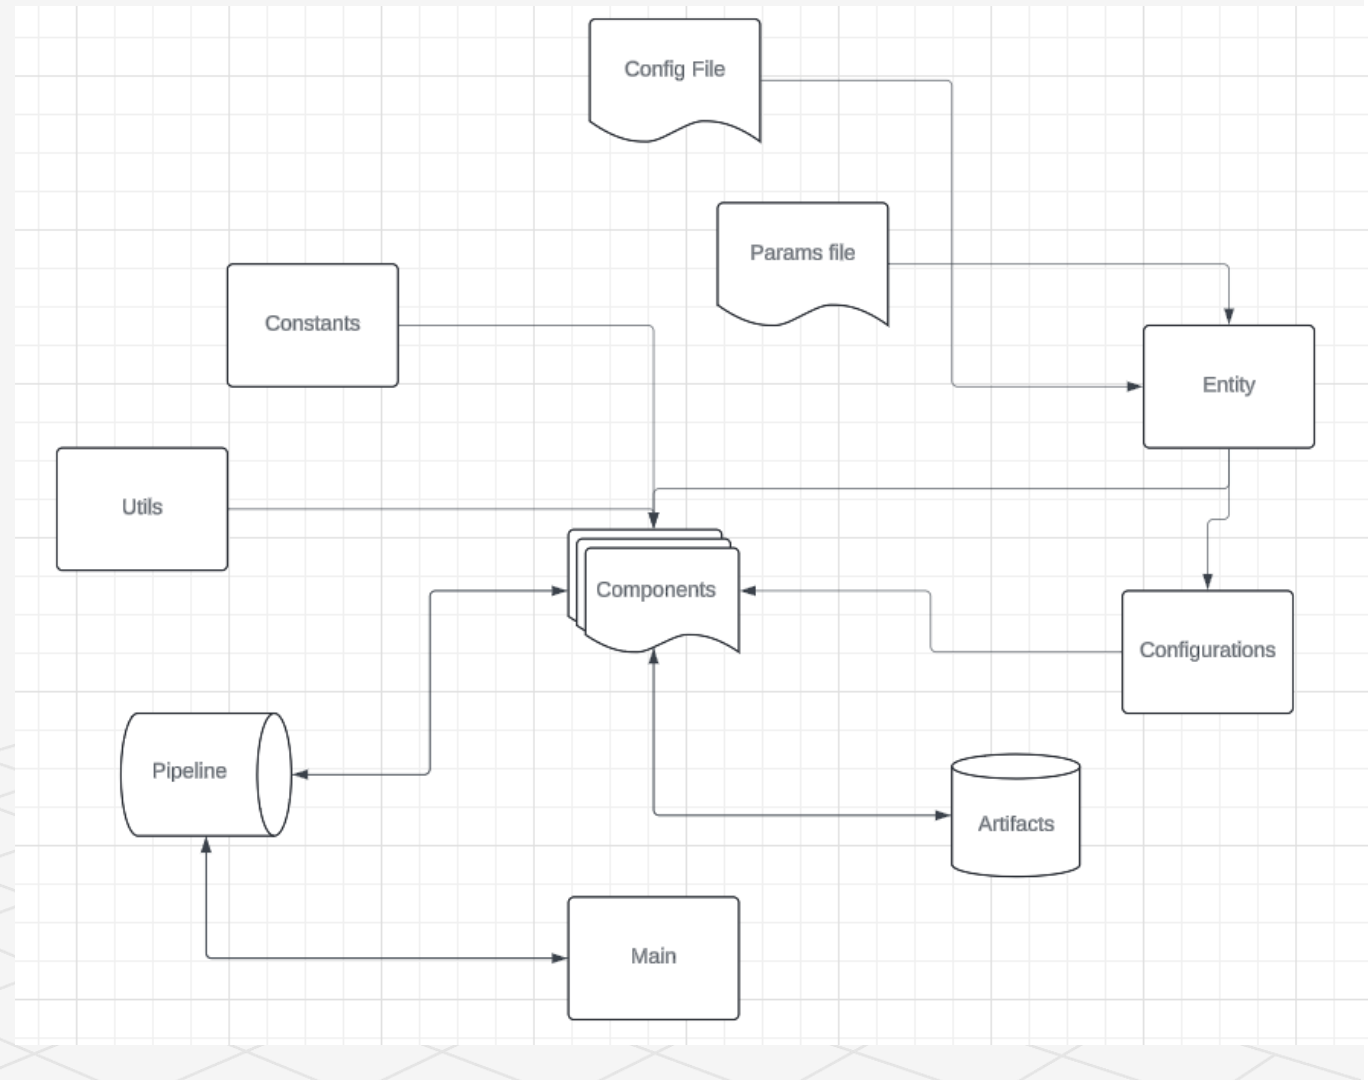 Config File
Params file
Constants
Entity
Utils
Components
Configurations
Pipeline
Artifacts
Main